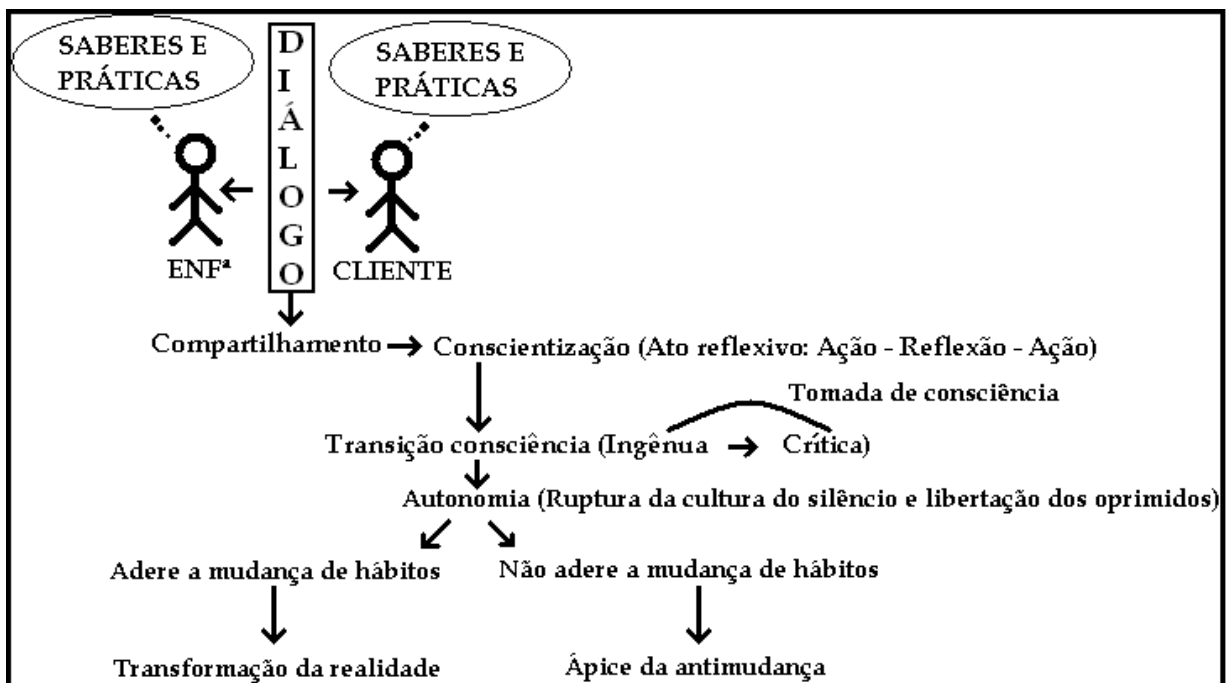 SABERES E
PRÁTICAS
DIÁLOGO
SABERES E
PRÁTICAS
ENFª
CLIENTE
Compartilhamento
Conscientização (Ato reflexivo: Ação - Reflexão - Ação)
Tomada de consciência
Transição consciência (Ingênua
Crítica)
Autonomia (Ruptura da cultura do silêncio e libertação dos oprimidos)
Adere a mudança de hábitos
Não adere a mudança de hábitos
Transformação da realidade
Ápice da antimudança